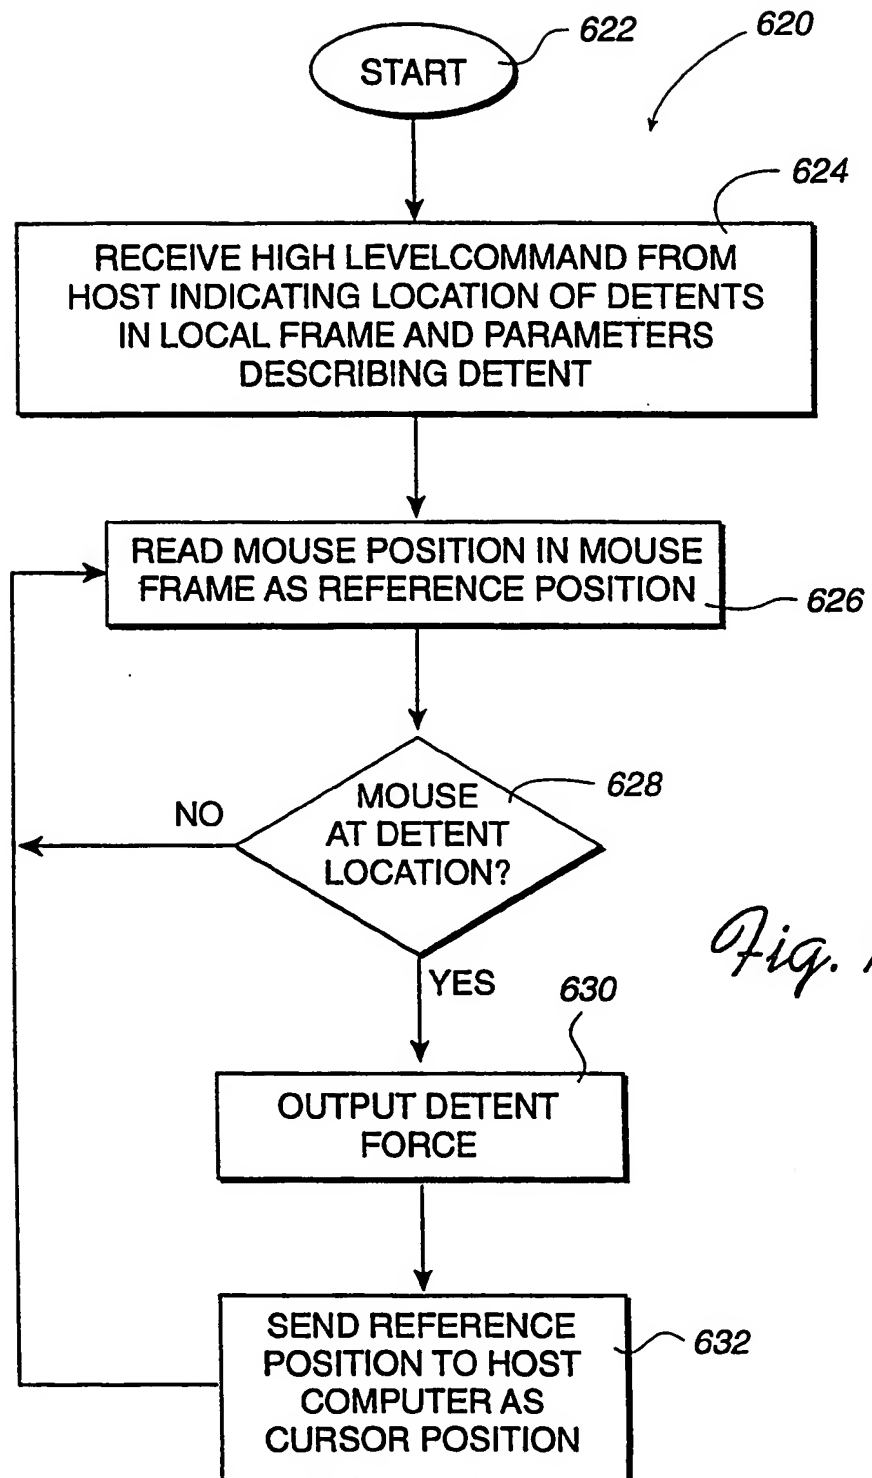 622
620
START
624
RECEIVE HIGH LEVELCOMMAND FROM
HOST INDICATING LOCATION OF DETENTS
IN LOCAL FRAME AND PARAMETERS
DESCRIBING DETENT
READ MOUSE POSITION IN MOUSE
FRAME AS REFERENCE POSITION
626
628
MOUSE
AT DETENT
LOCATION?
NO
YES
Fig.
630
OUTPUT DETENT
FORCE
SEND REFERENCE
POSITION TO HOST
COMPUTER AS
CURSOR POSITION
632